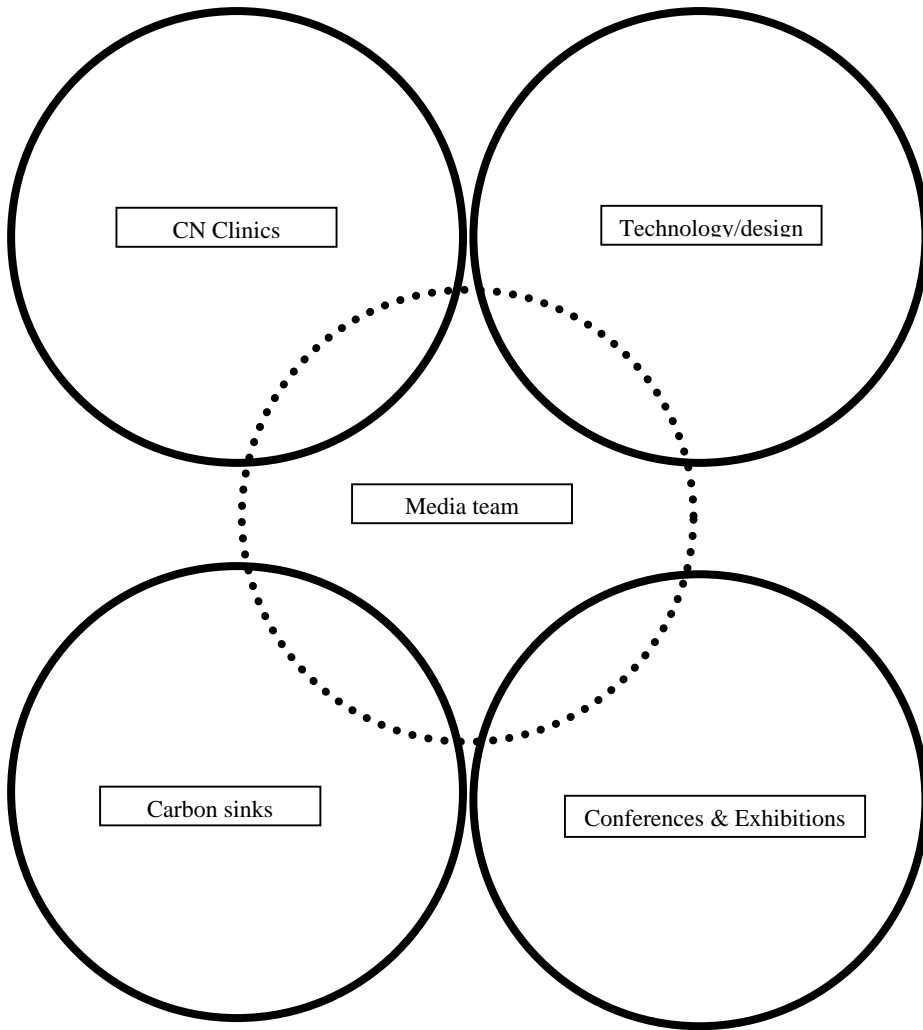 CN Clinics
Technology/design
Media team
Carbon sinks
Conferences & Exhibitions